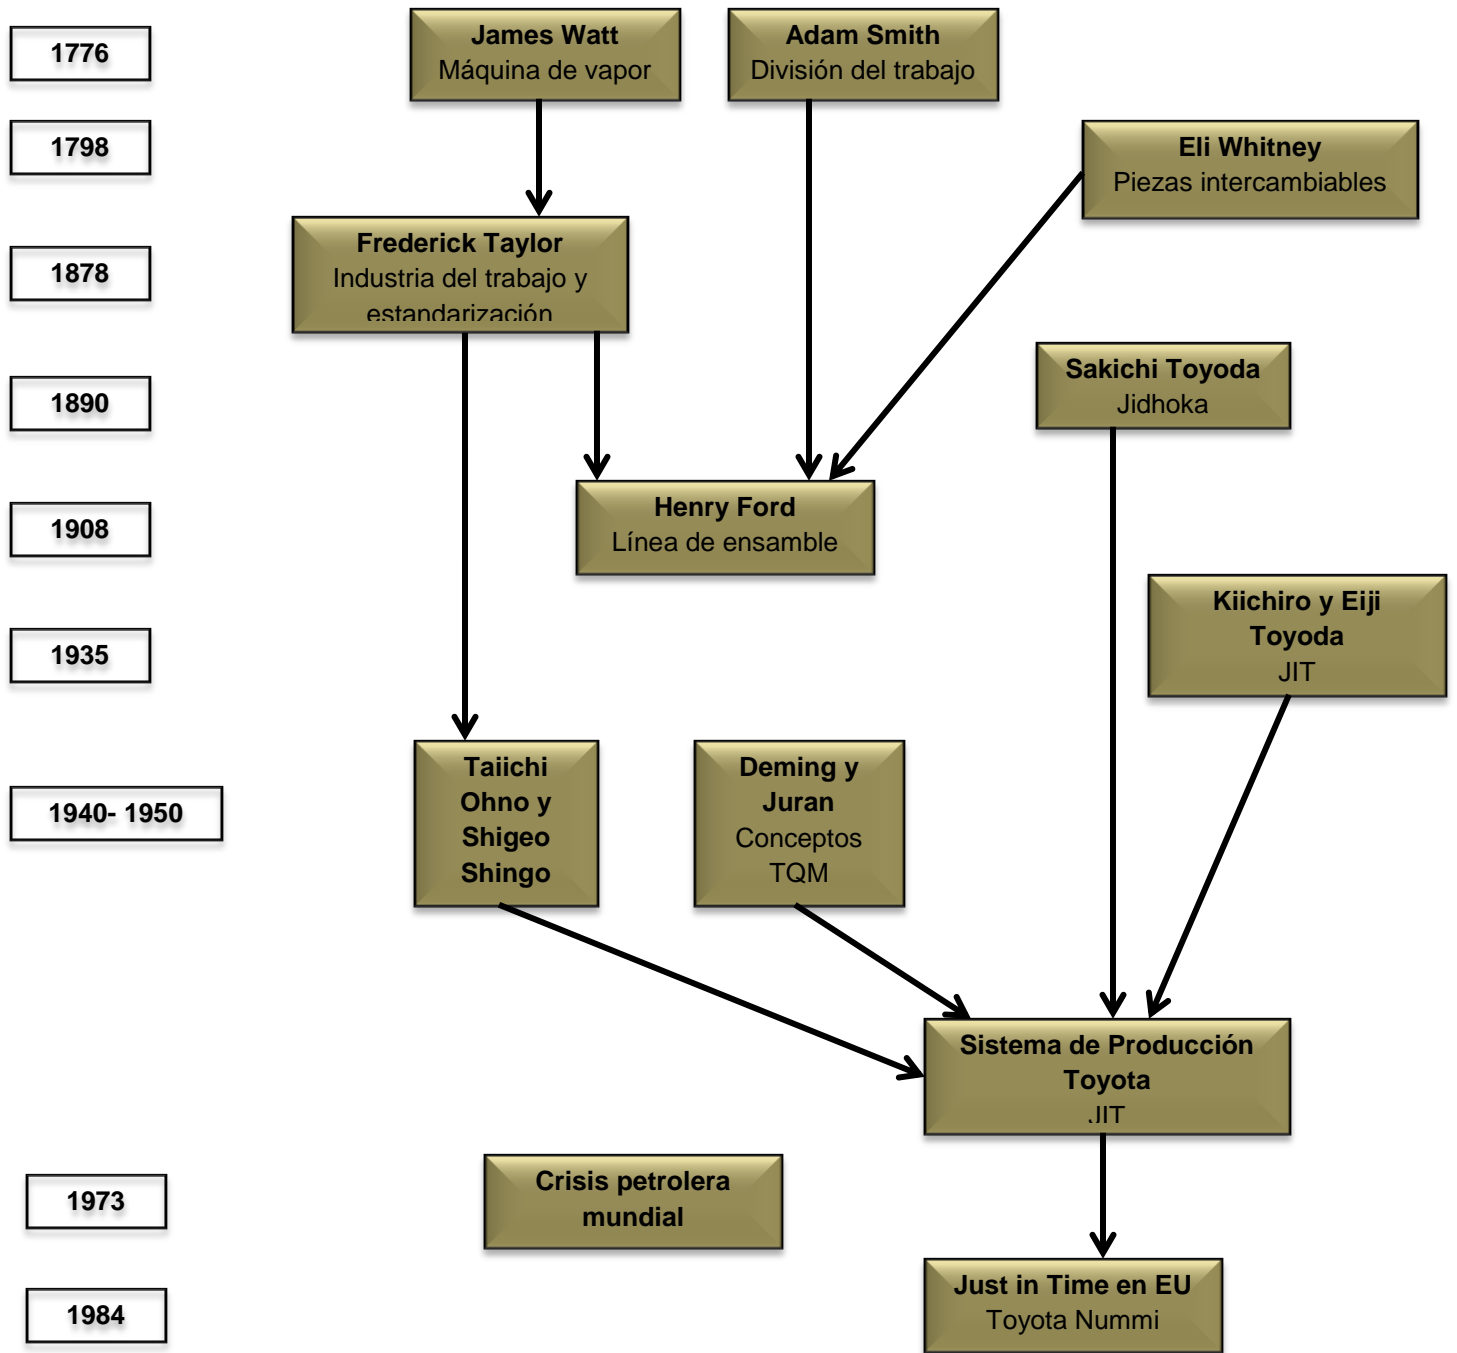 1776
James Watt
Máquina de vapor
Adam Smith
División del trabajo
1798
Eli Whitney
Piezas intercambiables
1878
Frederick Taylor
Industria del trabajo y
estandarización
1890
Sakichi Toyoda
Jidhoka
1908
Henry Ford
Línea de ensamble
1935
Kiichiro y Eiji
Toyoda
JIT
1940- 1950
Taiichi
Ohno y
Shigeo
Shingo
Deming y
Juran
Conceptos
TQM
Sistema de Producción
Toyota
JIT
1973
Crisis petrolera
mundial
1984
Just in Time en EU
Toyota Nummi